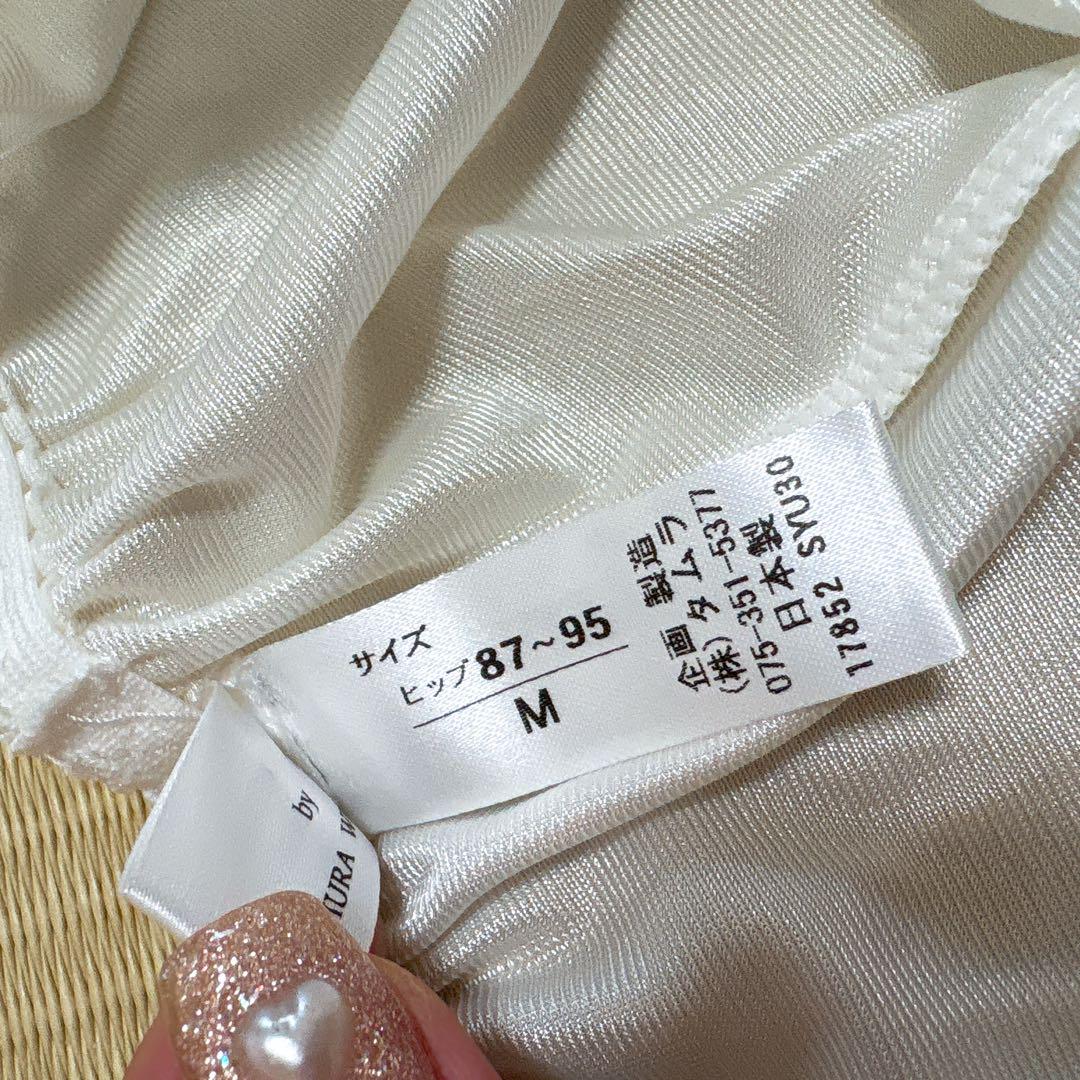 サイズ
ヒップ87~95
M
企画 製造
(株)タムラ
075-351-5377
日本製
17852 SYU30
by